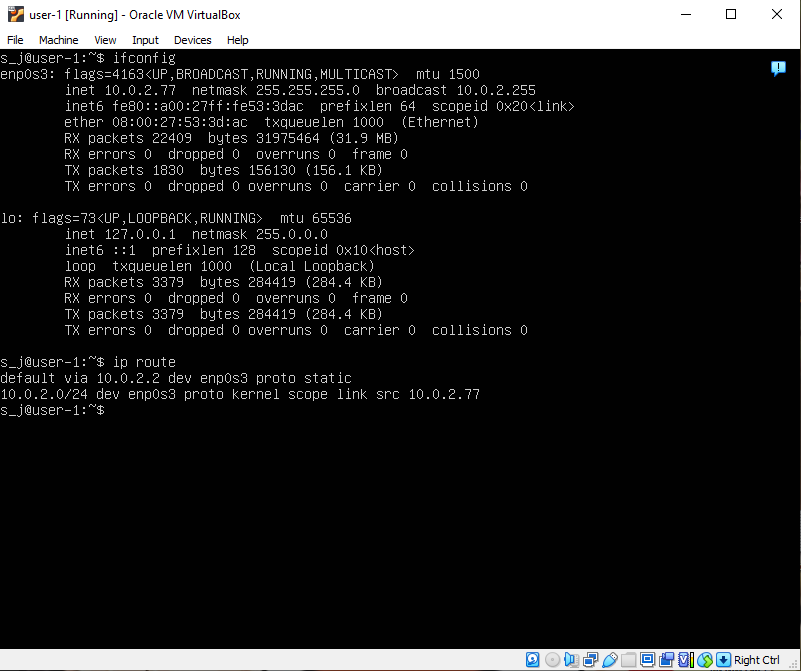 user-1 [Running] - Oracle VM VirtualBox
File Machine View Input Devices Help
s_j@user-1:~$ ifconfig
enp0s3: flags=4163<UP,BROADCAST,RUNNING,MULTICAST>  mtu 1500
        inet 10.0.2.77  netmask 255.255.255.0  broadcast 10.0.2.255
        inet6 fe80::a00:27ff:fe53:3dac  prefixlen 64  scopeid 0x20<link>
        ether 08:00:27:53:3d:ac  txqueuelen 1000  (Ethernet)
        RX packets 22409  bytes 31975464 (31.9 MB)
        RX errors 0  dropped 0  overruns 0  frame 0
        TX packets 1830  bytes 156130 (156.1 KB)
        TX errors 0  dropped 0 overruns 0  carrier 0  collisions 0
lo: flags=73<UP,LOOPBACK,RUNNING>  mtu 65536
        inet 127.0.0.1  netmask 255.0.0.0
        inet6 ::1  prefixlen 128  scopeid 0x10<host>
        loop  txqueuelen 1000  (Local Loopback)
        RX packets 3379  bytes 284419 (284.4 KB)
        RX errors 0  dropped 0  overruns 0  frame 0
        TX packets 3379  bytes 284419 (284.4 KB)
        TX errors 0  dropped 0 overruns 0  carrier 0  collisions 0
s_j@user-1:~$ ip route
default via 10.0.2.2 dev enp0s3 proto static
10.0.2.0/24 dev enp0s3 proto kernel scope link src 10.0.2.77
s_j@user-1:~$
Right Ctrl